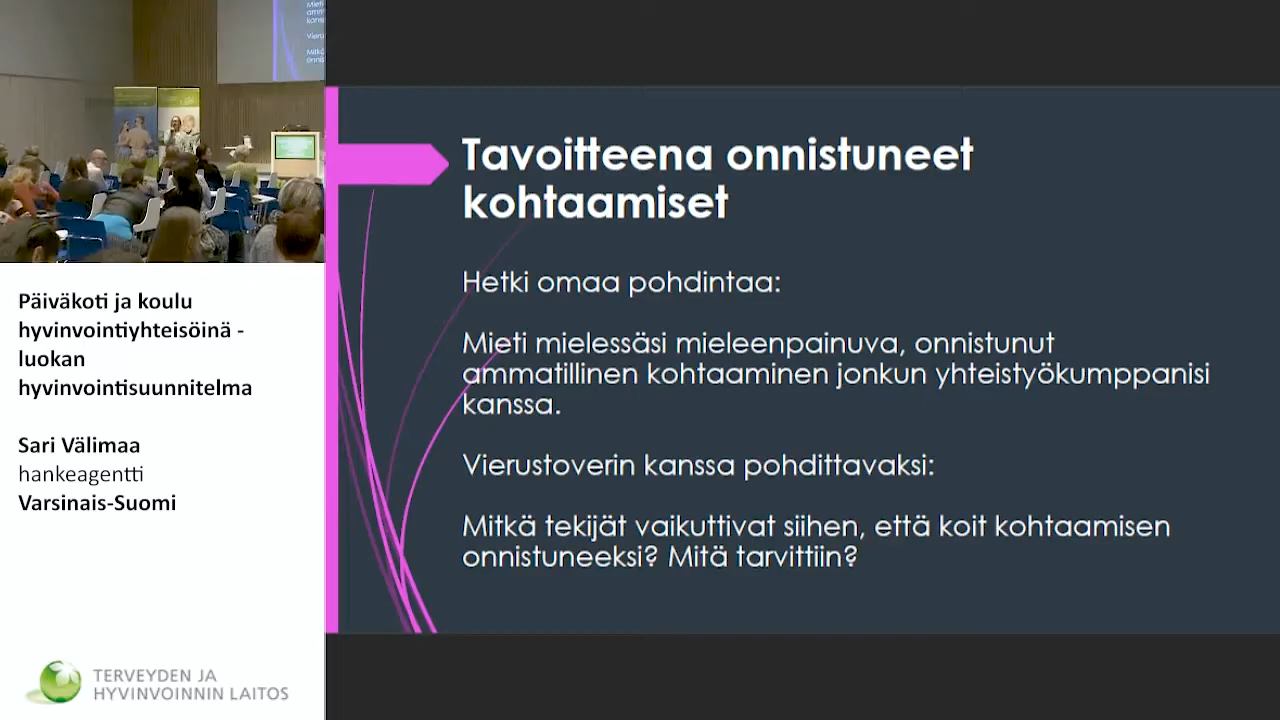 Päiväkoti ja koulu
hyvinvointiyhteisöinä -
luokan
hyvinvointisuunnitelma
Sari Välimaa
hankeagentti
Varsinais-Suomi
TERVEYDEN JA
HYVINVOINNIN LAITOS
Tavoitteena onnistuneet
kohtaamiset
Hetki omaa pohdintaa:
Mieti mielessäsi mieleenpainuva, onnistunut
ammatillinen kohtaaminen jonkun yhteistyökumppanisi
kanssa.
Vierustoverin kanssa pohdittavaksi:
Mitkä tekijät vaikuttivat siihen, että koit kohtaamisen
onnistuneeksi? Mitä tarvittiin?